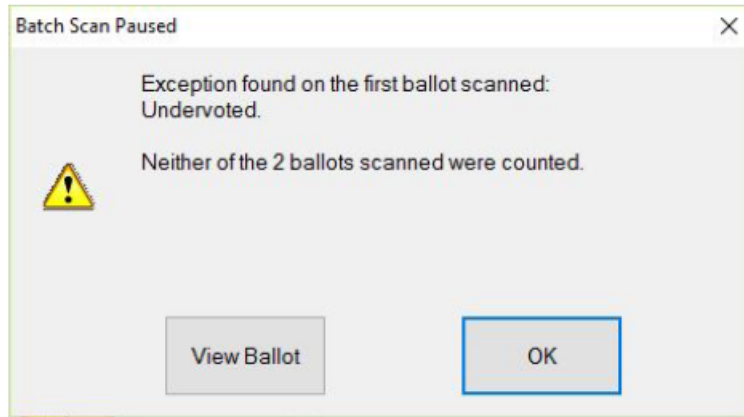 Batch Scan Paused
Exception found on the first ballot scanned:
Undervoted.
Neither of the 2 ballots scanned were counted.
View Ballot
OK